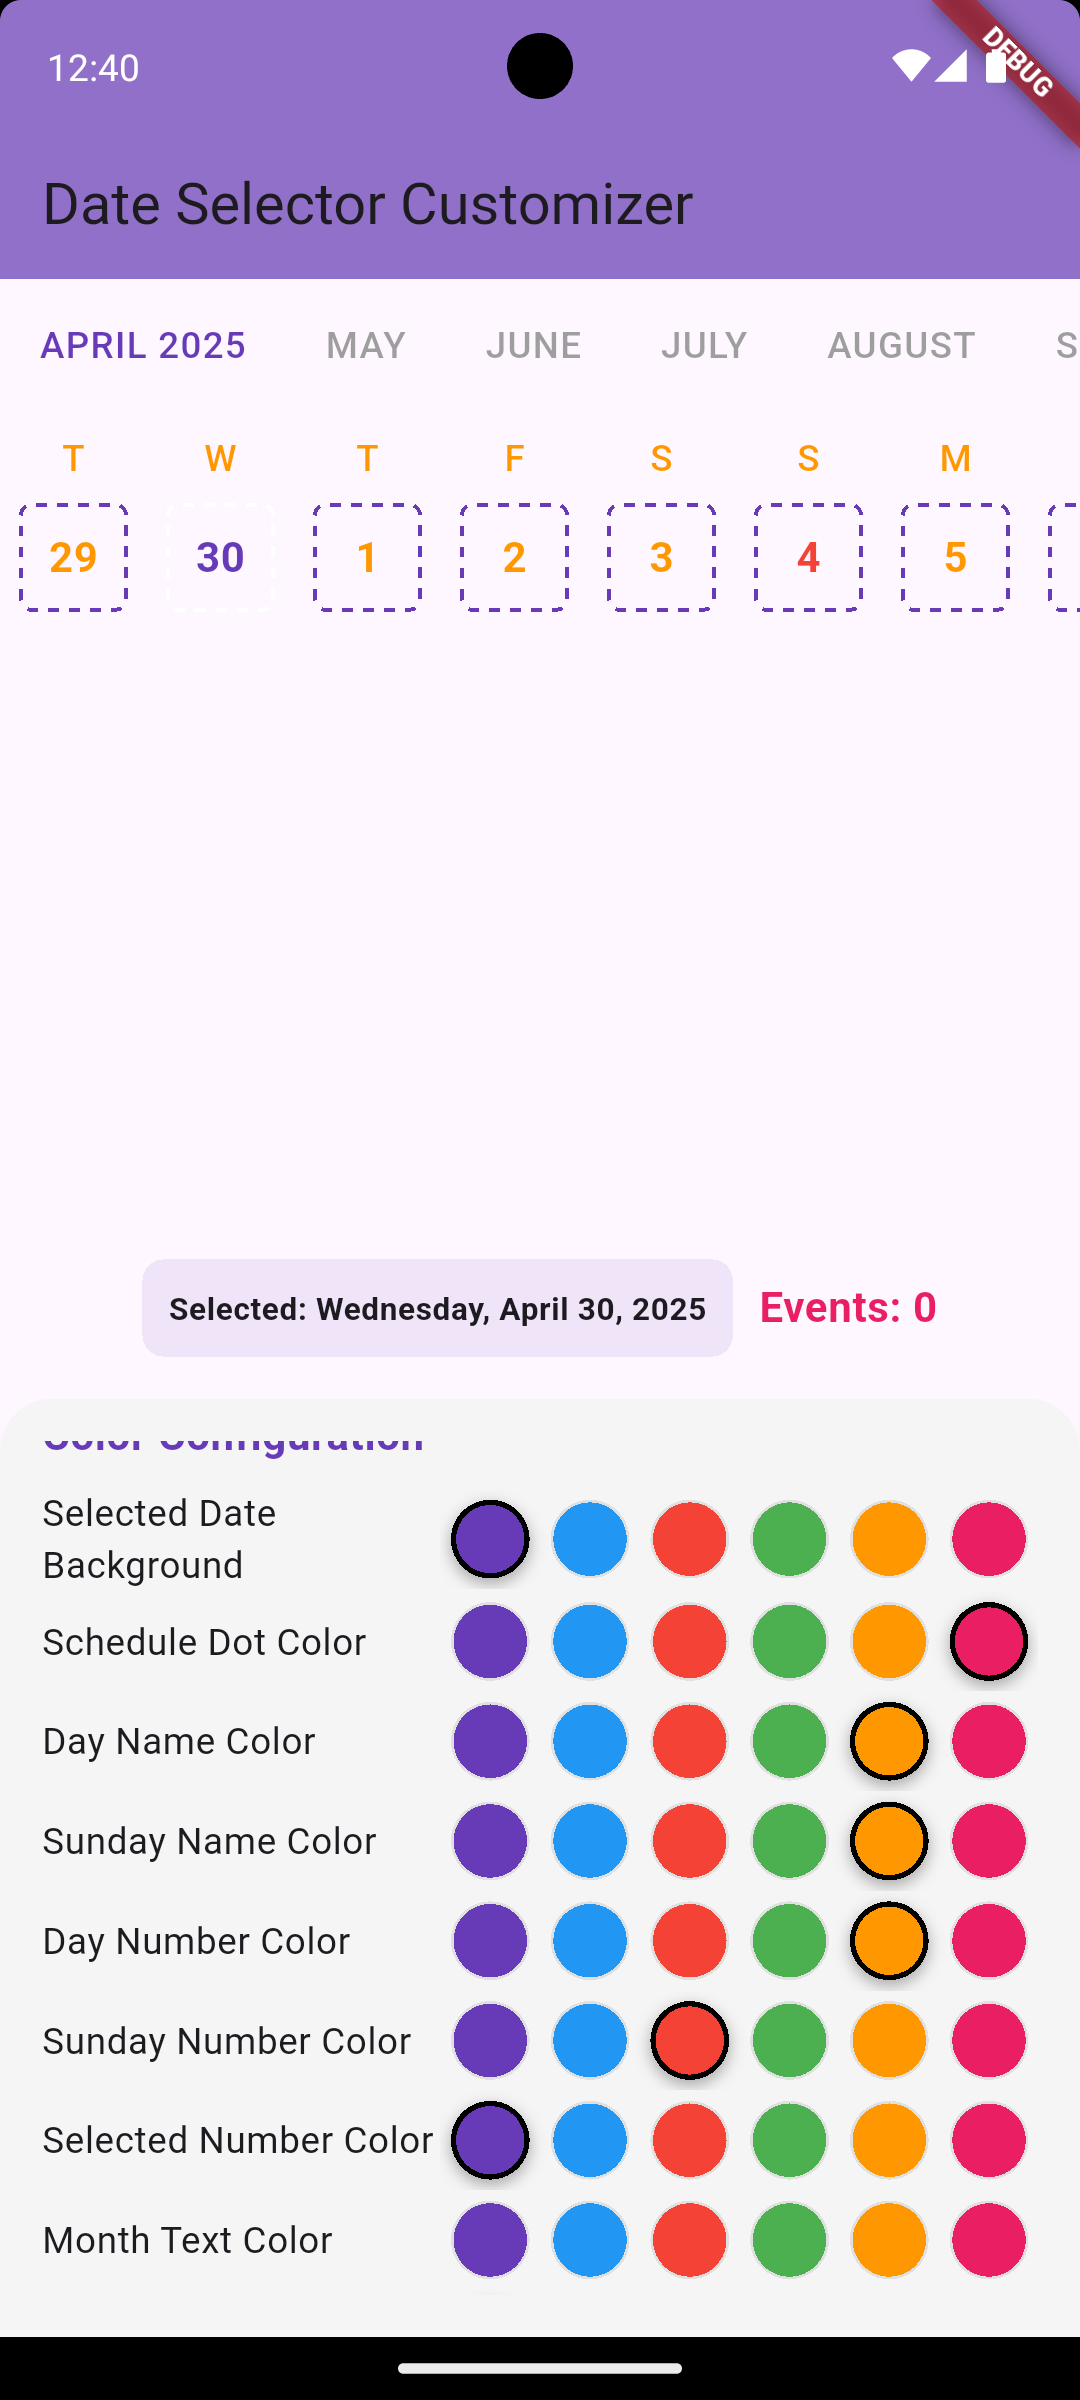 12:40
DEBUG
Date Selector Customizer
APRIL 2025 MAY JUNE JULY AUGUST S
T W T F S S M
29 30 1 2 3 4 5
Selected: Wednesday, April 30, 2025 Events: 0
Color Configuration
Selected Date
Background
Schedule Dot Color
Day Name Color
Sunday Name Color
Day Number Color
Sunday Number Color
Selected Number Color
Month Text Color